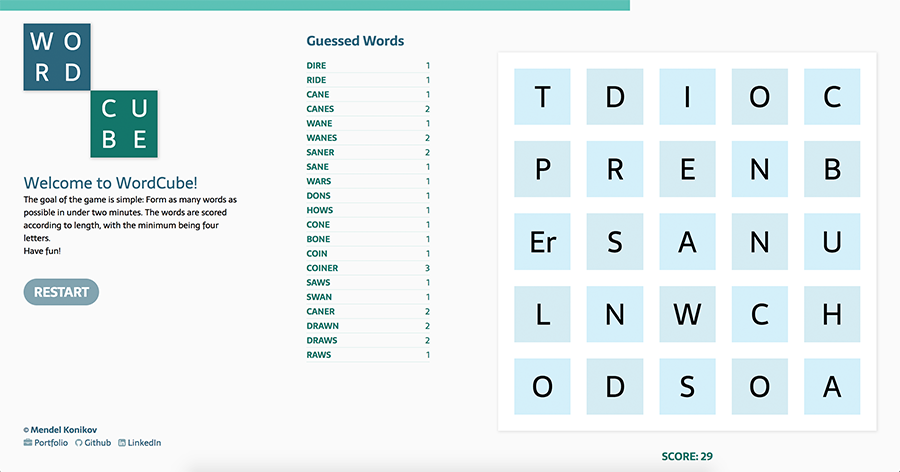 W O
R D
C U
B E
Welcome to WordCube!
The goal of the game is simple: Form as many words as
possible in under two minutes. The words are scored
according to length, with the minimum being four
letters.
Have fun!
RESTART
© Mendel Konikov
Portfolio Github LinkedIn
Guessed Words
DIRE 1
RIDE 1
CANE 1
CANES 2
WANE 1
WANES 2
SANER 2
SANE 1
WARS 1
DONS 1
HOWS 1
CONE 1
BONE 1
COIN 1
COINER 3
SAWS 1
SWAN 1
CANER 2
DRAWN 2
DRAWS 2
RAWS 1
T D I O C
P R E N B
Er S A N U
L N W C H
O D S O A
SCORE: 29